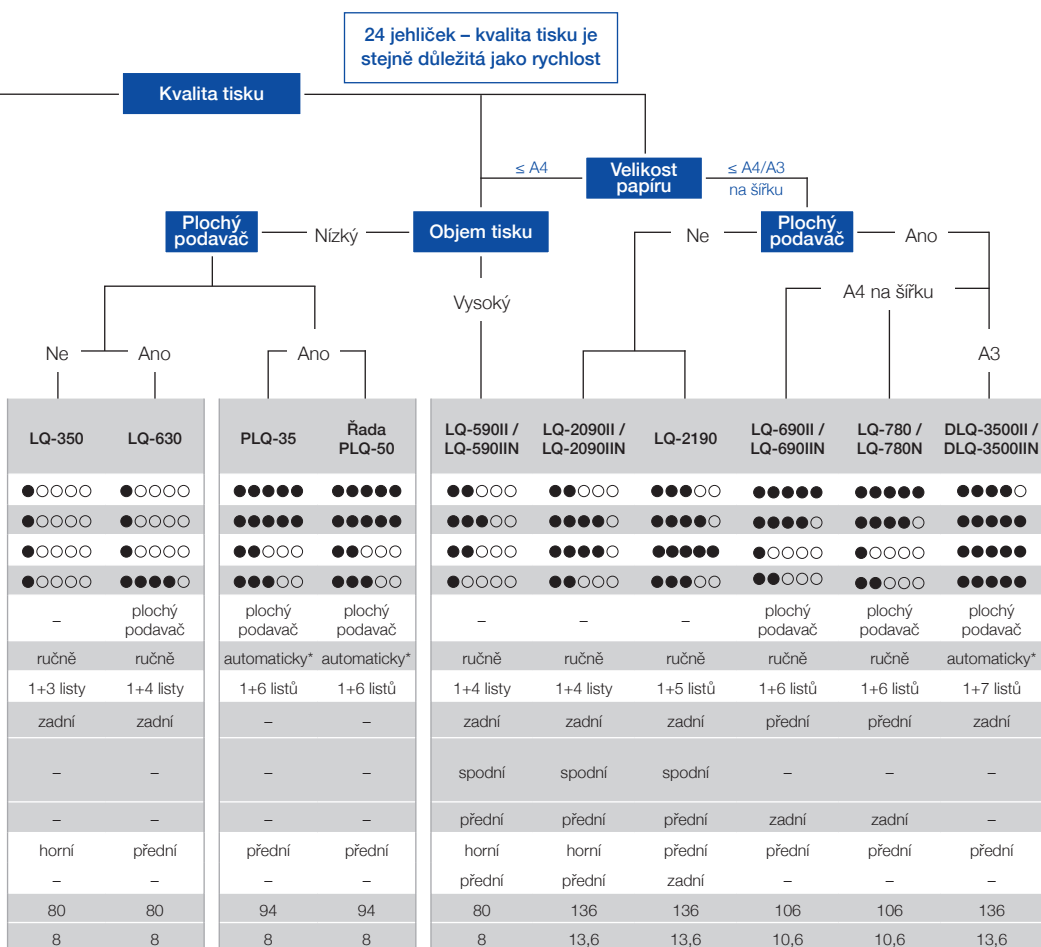 24 jehliček – kvalita tisku je
stejně důležitá jako rychlost
Kvalita tisku
≤ A4
Velikost
papíru
≤ A4/A3
na šířku
Plochý
podavač
Nízký
Objem tisku
Ne
Plochý
podavač
Ano
Vysoký
A4 na šířku
Ne
Ano
Ano
A3
LQ-350
LQ-630
PLQ-35
Řada
PLQ-50
LQ-590II /
LQ-590IIN
LQ-2090II /
LQ-2090IIN
LQ-2190
LQ-690II /
LQ-690IIN
LQ-780 /
LQ-780N
DLQ-3500II /
DLQ-3500IIN
– plochý plochý plochý – – – plochý plochý plochý
podavač podavač podavač podavač podavač podavač
ručně ručně automaticky* automaticky* ručně ručně ručně ručně ručně automaticky*
1+3 listy 1+4 listy 1+6 listů 1+6 listů 1+4 listy 1+4 listy 1+5 listů 1+6 listů 1+6 listů 1+7 listů
zadní zadní – – zadní zadní zadní přední přední zadní
– – – – spodní spodní spodní – – –
– – – – přední přední přední zadní zadní –
horní přední přední přední horní horní přední přední přední přední
– – – – přední přední zadní – – –
80 80 94 94 80 136 136 106 106 136
8 8 8 8 8 13,6 13,6 10,6 10,6 13,6